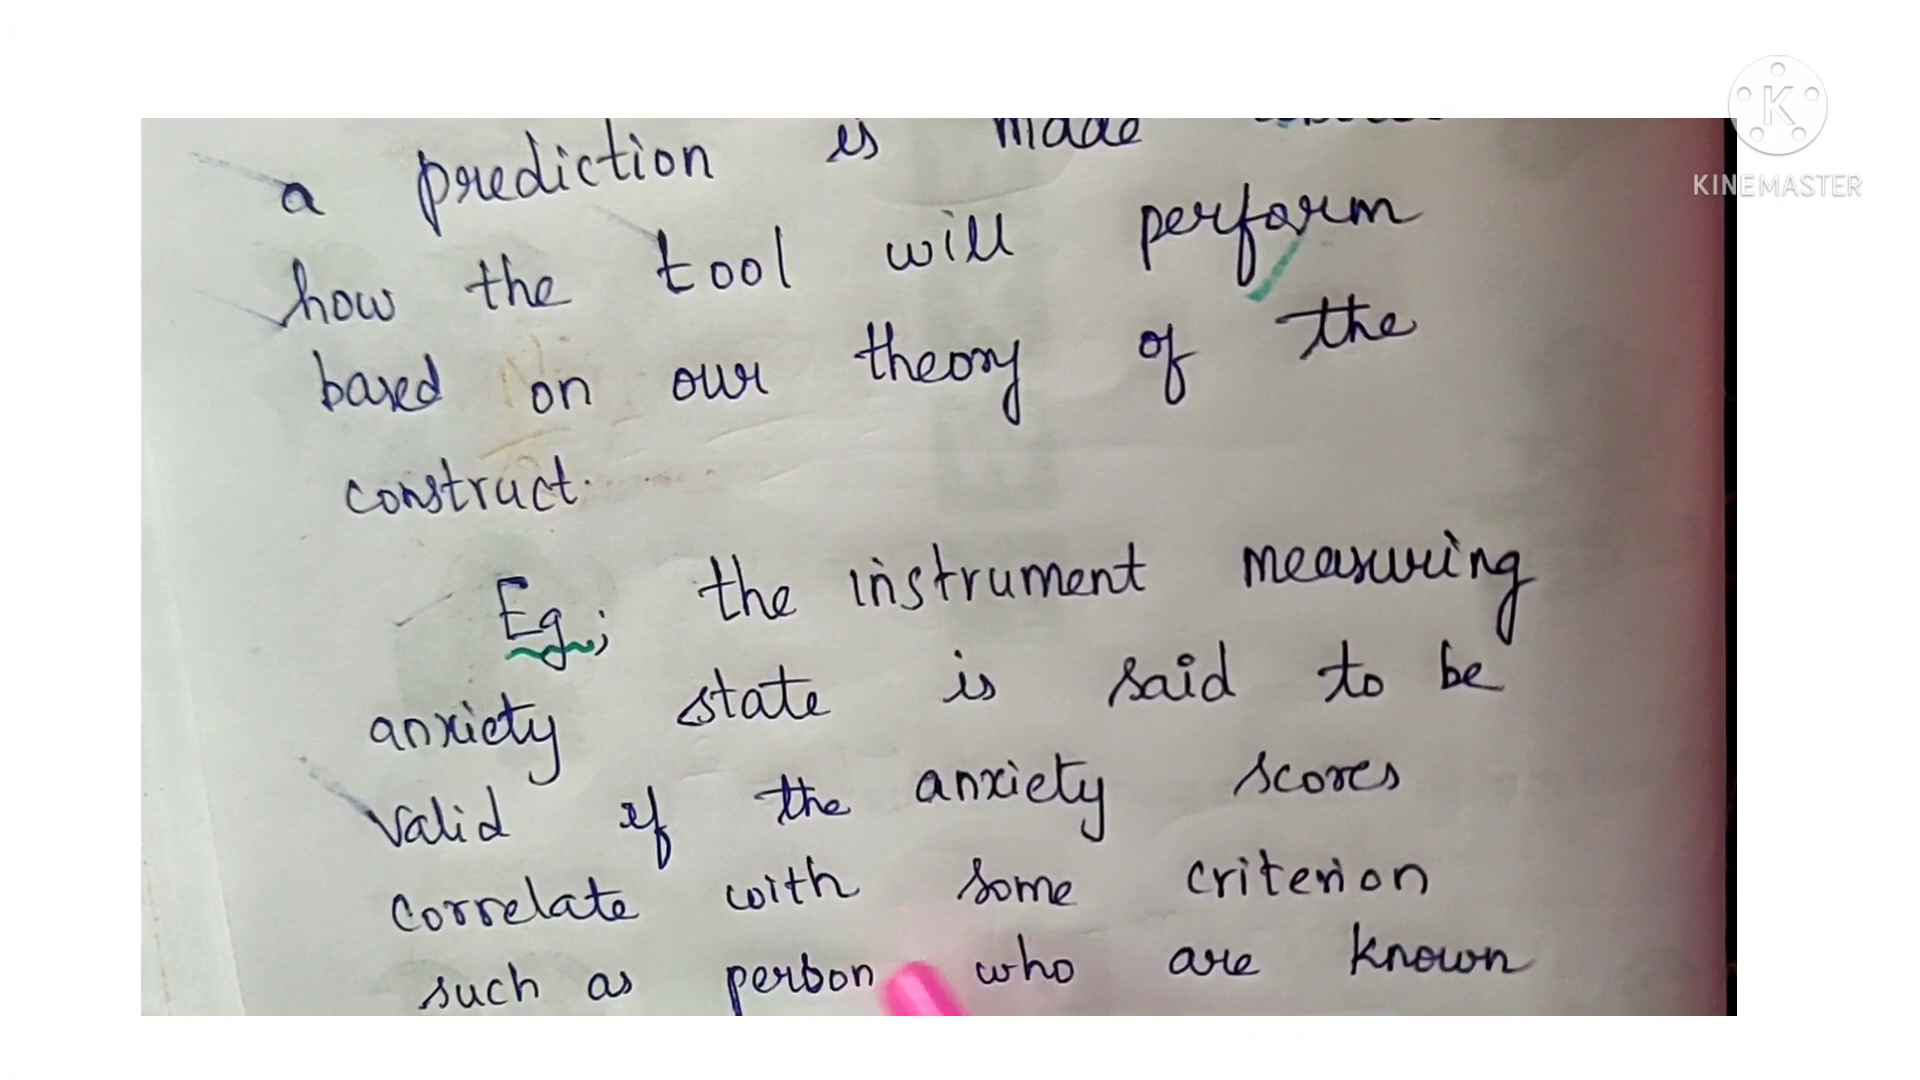 a prediction is made
how the tool will perform
based on our theory of the
construct.
Eg; the instrument measuring
anxiety state is said to be
valid if the anxiety scores
correlate with some criterion
such as person who are known
KINEMASTER